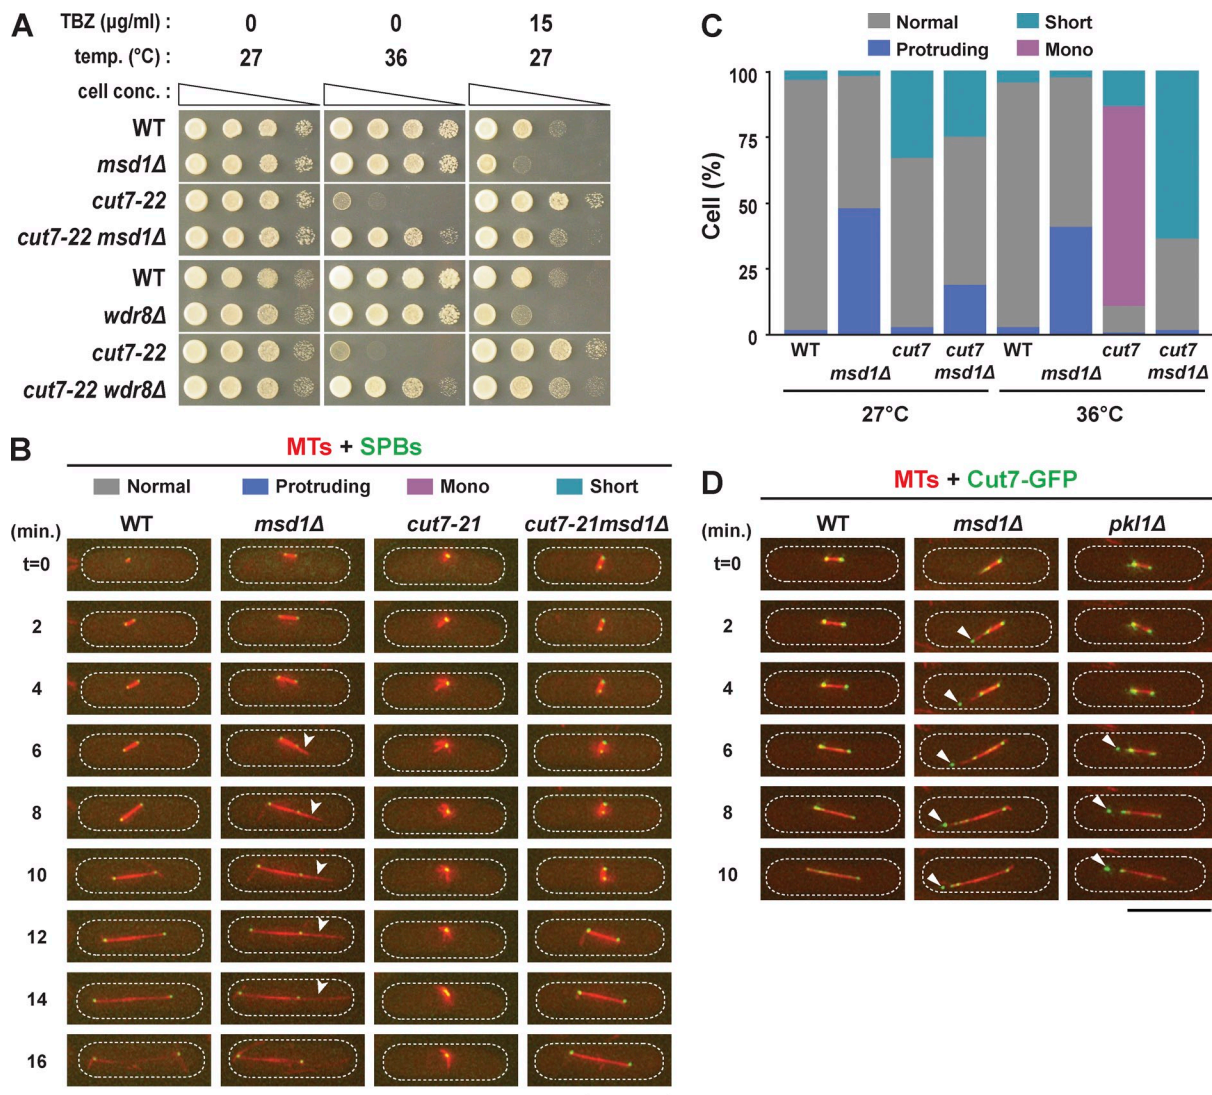 A
TBZ (µg/ml) : 0 0 15
temp. (°C) : 27 36 27
cell conc. :
WT
msd1Δ
cut7-22
cut7-22 msd1Δ
WT
wdr8Δ
cut7-22
cut7-22 wdr8Δ
B
MTs + SPBs
Normal Protruding Mono Short
(min.) WT msd1Δ cut7-21 cut7-21msd1Δ
t=0
2
4
6
8
10
12
14
16
C
Normal Short
Protruding Mono
Cell (%)
100
75
50
25
0
WT msd1Δ cut7 cut7 msd1Δ WT msd1Δ cut7 cut7 msd1Δ
27°C 36°C
D
MTs + Cut7-GFP
(min.) WT msd1Δ pkl1Δ
t=0
2
4
6
8
10